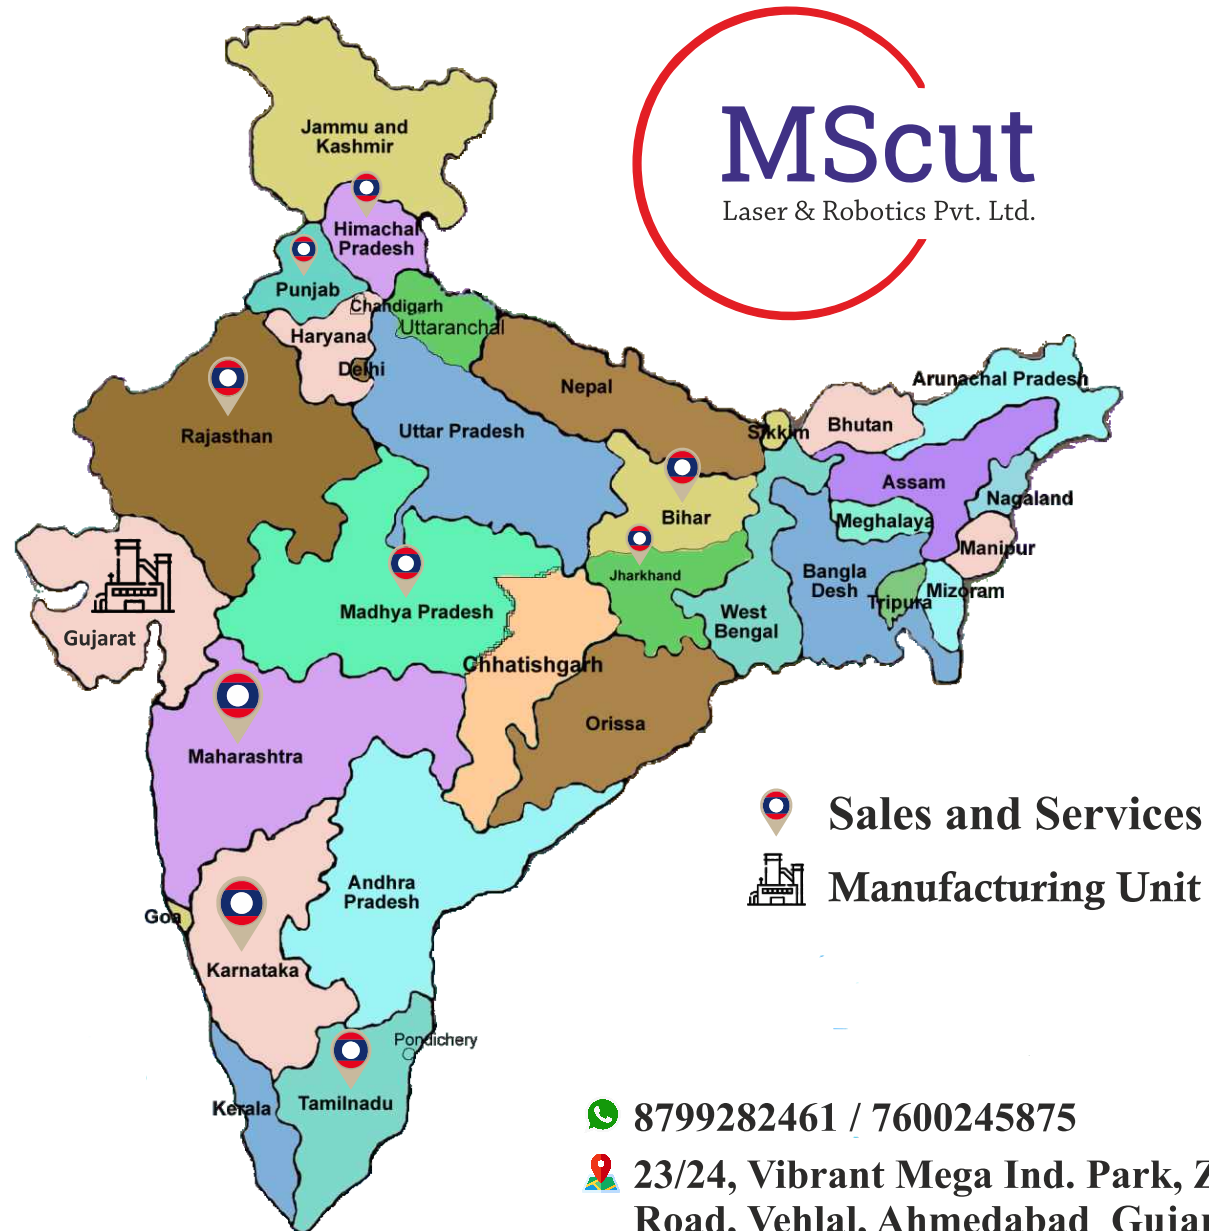 MScut
Laser & Robotics Pvt. Ltd.
Jammu and
Kashmir
Himachal
Pradesh
Punjab
Chandigarh
Uttaranchal
Haryana
Delhi
Nepal
Arunachal Pradesh
Rajasthan
Uttar Pradesh
Sikkim
Bhutan
Assam
Nagaland
Bihar
Meghalaya
Manipur
Jharkhand
Bangla
Desh
Mizoram
Tripura
Madhya Pradesh
West
Bengal
Gujarat
Chhatishgarh
Orissa
Maharashtra
Sales and Services
Andhra
Pradesh
Manufacturing Unit
Goa
Karnataka
Pondichery
Kerala
Tamilnadu
8799282461 / 7600245875
23/24, Vibrant Mega Ind. Park, Z
Road, Vehlal, Ahmedabad Gujar